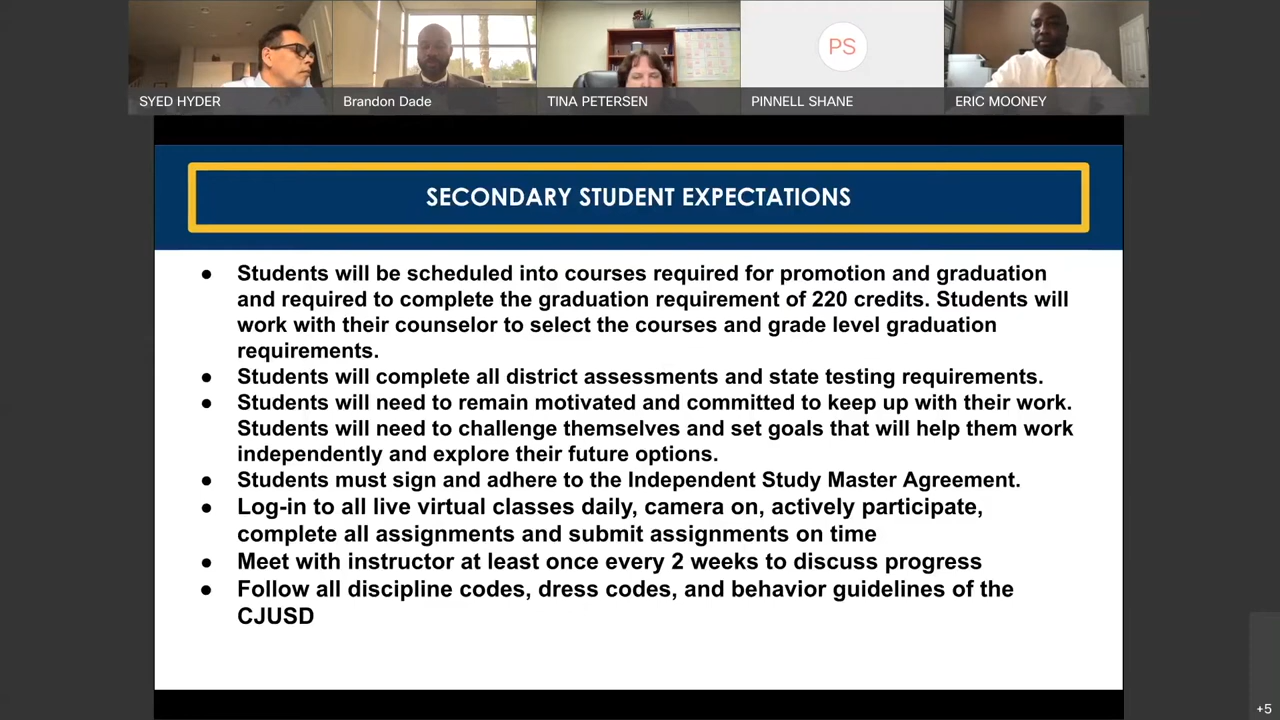 SYED HYDER
Brandon Dade
TINA PETERSEN
PS
PINNELL SHANE
ERIC MOONEY
SECONDARY STUDENT EXPECTATIONS
● Students will be scheduled into courses required for promotion and graduation
and required to complete the graduation requirement of 220 credits. Students will
work with their counselor to select the courses and grade level graduation
requirements.
● Students will complete all district assessments and state testing requirements.
● Students will need to remain motivated and committed to keep up with their work.
Students will need to challenge themselves and set goals that will help them work
independently and explore their future options.
● Students must sign and adhere to the Independent Study Master Agreement.
● Log-in to all live virtual classes daily, camera on, actively participate,
complete all assignments and submit assignments on time
● Meet with instructor at least once every 2 weeks to discuss progress
● Follow all discipline codes, dress codes, and behavior guidelines of the
CJUSD
+5